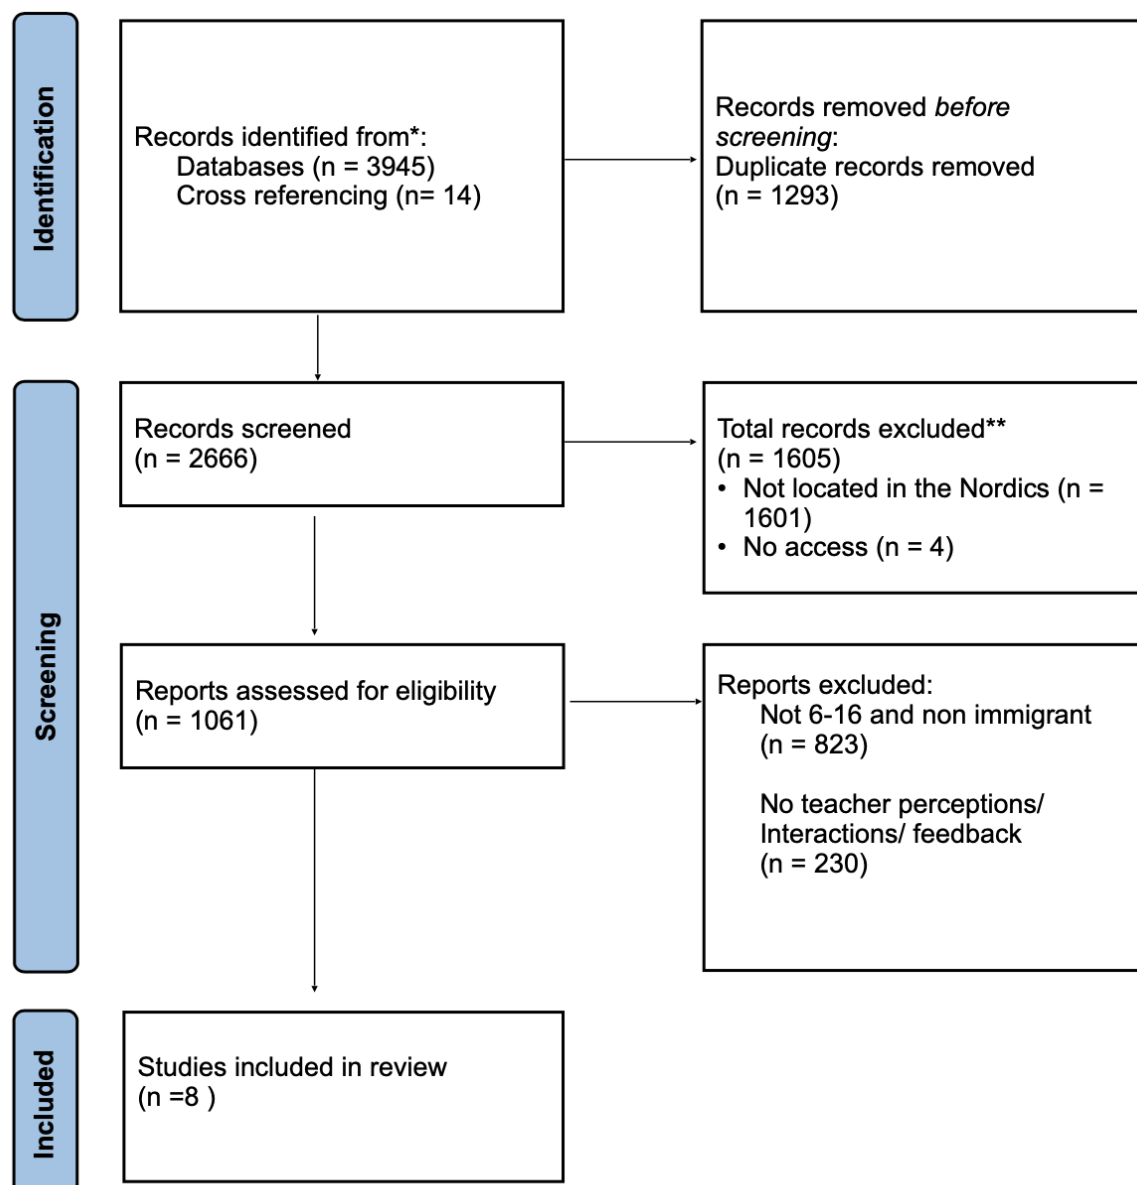 Identification
Records identified from*:
Databases (n = 3945)
Cross referencing (n= 14)
Records removed before
screening:
Duplicate records removed
(n = 1293)
Screening
Records screened
(n = 2666)
Total records excluded**
(n = 1605)
• Not located in the Nordics (n =
1601)
• No access (n = 4)
Reports assessed for eligibility
(n = 1061)
Reports excluded:
Not 6-16 and non immigrant
(n = 823)
No teacher perceptions/
Interactions/ feedback
(n = 230)
Included
Studies included in review
(n =8 )